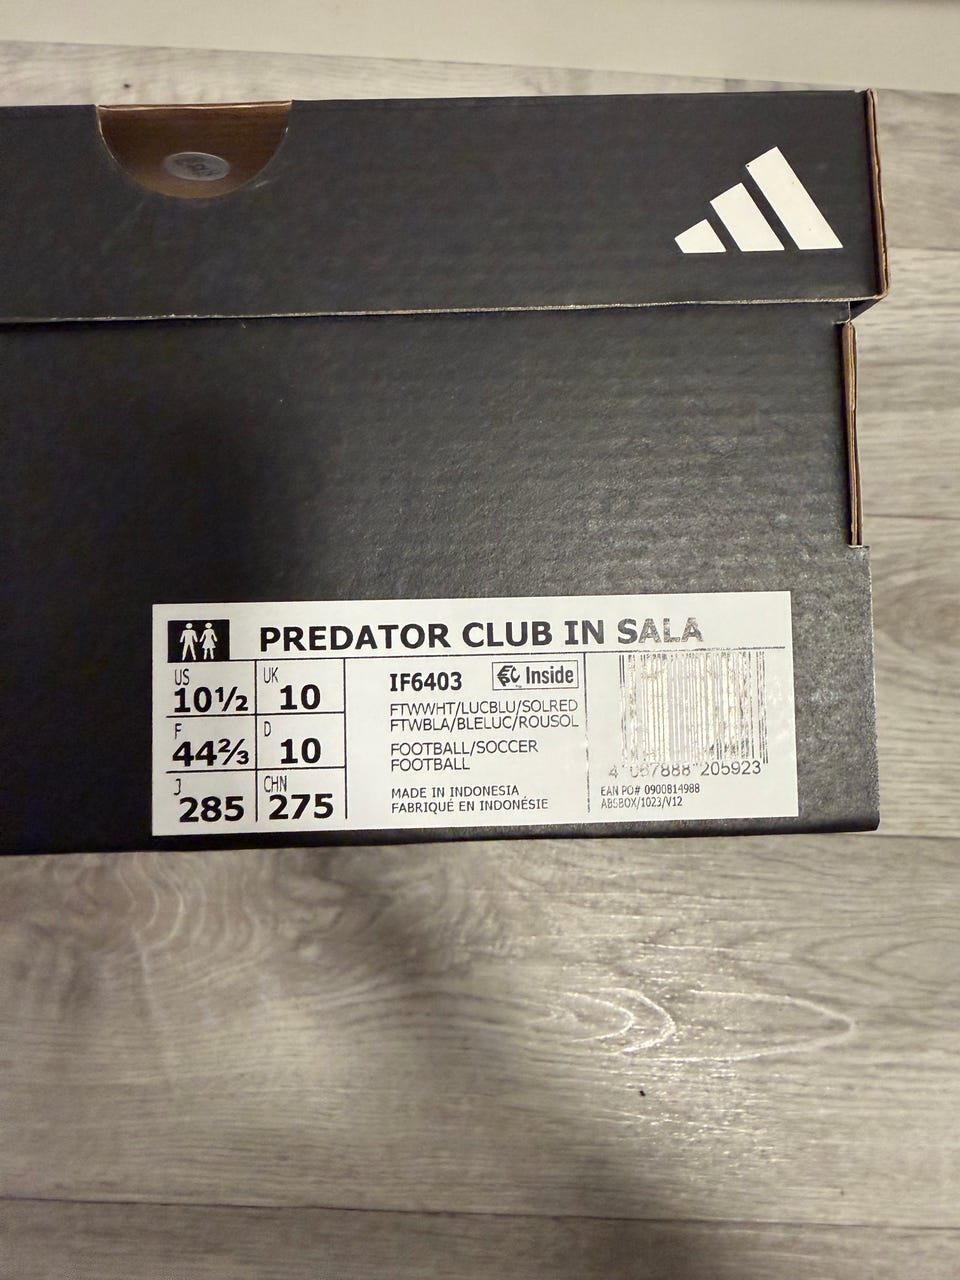 PREDATOR CLUB IN SALA
US
10½
UK
10
F
44⅔
D
10
J
285
CHN
275
IF6403
Inside
FTWWHT/LUCBLU/SOLRED
FTWBLA/BLELUC/ROUSOL
FOOTBALL/SOCCER
FOOTBALL
MADE IN INDONESIA
FABRIQUÉ EN INDONÉSIE
4 067888 205923
EAN PO# 0900814988
ABSBOX/1023/V12